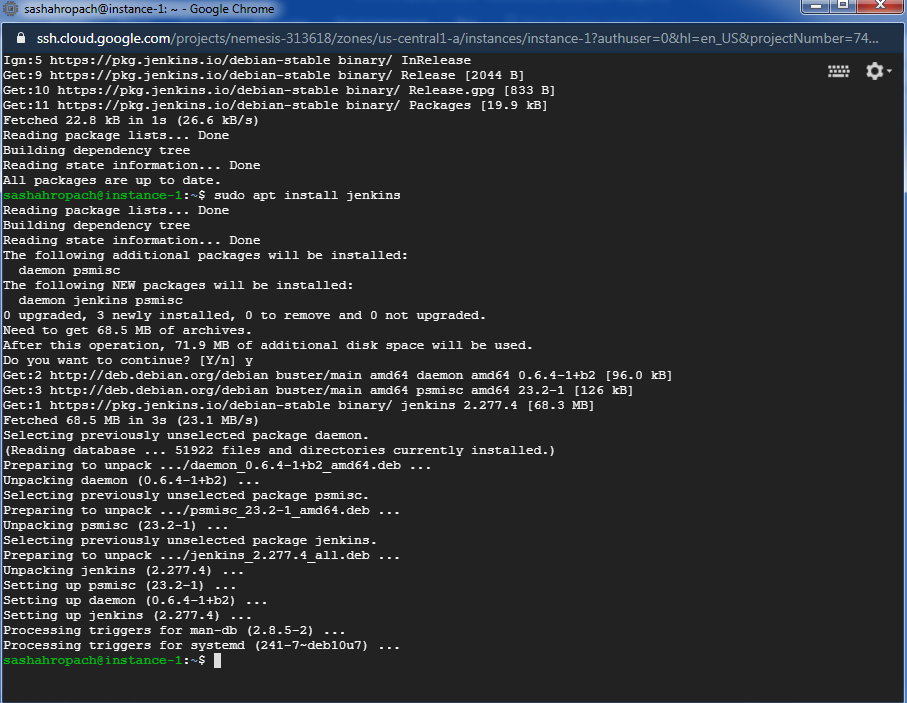 sashahropach@instance-1: ~ - Google Chrome
ssh.cloud.google.com/projects/nemesis-313618/zones/us-central1-a/instances/instance-1?authuser=0&hl=en_US&projectNumber=74...
Ign:5 https://pkg.jenkins.io/debian-stable binary/ InRelease
Get:9 https://pkg.jenkins.io/debian-stable binary/ Release [2044 B]
Get:10 https://pkg.jenkins.io/debian-stable binary/ Release.gpg [833 B]
Get:11 https://pkg.jenkins.io/debian-stable binary/ Packages [19.9 kB]
Fetched 22.8 kB in 1s (26.6 kB/s)
Reading package lists... Done
Building dependency tree
Reading state information... Done
All packages are up to date.
sashahropach@instance-1:~$ sudo apt install jenkins
Reading package lists... Done
Building dependency tree
Reading state information... Done
The following additional packages will be installed:
  daemon psmisc
The following NEW packages will be installed:
  daemon jenkins psmisc
0 upgraded, 3 newly installed, 0 to remove and 0 not upgraded.
Need to get 68.5 MB of archives.
After this operation, 71.9 MB of additional disk space will be used.
Do you want to continue? [Y/n] y
Get:2 http://deb.debian.org/debian buster/main amd64 daemon amd64 0.6.4-1+b2 [96.0 kB]
Get:3 http://deb.debian.org/debian buster/main amd64 psmisc amd64 23.2-1 [126 kB]
Get:1 https://pkg.jenkins.io/debian-stable binary/ jenkins 2.277.4 [68.3 MB]
Fetched 68.5 MB in 3s (23.1 MB/s)
Selecting previously unselected package daemon.
(Reading database ... 51922 files and directories currently installed.)
Preparing to unpack .../daemon_0.6.4-1+b2_amd64.deb ...
Unpacking daemon (0.6.4-1+b2) ...
Selecting previously unselected package psmisc.
Preparing to unpack .../psmisc_23.2-1_amd64.deb ...
Unpacking psmisc (23.2-1) ...
Selecting previously unselected package jenkins.
Preparing to unpack .../jenkins_2.277.4_all.deb ...
Unpacking jenkins (2.277.4) ...
Setting up psmisc (23.2-1) ...
Setting up daemon (0.6.4-1+b2) ...
Setting up jenkins (2.277.4) ...
Processing triggers for man-db (2.8.5-2) ...
Processing triggers for systemd (241-7~deb10u7) ...
sashahropach@instance-1:~$